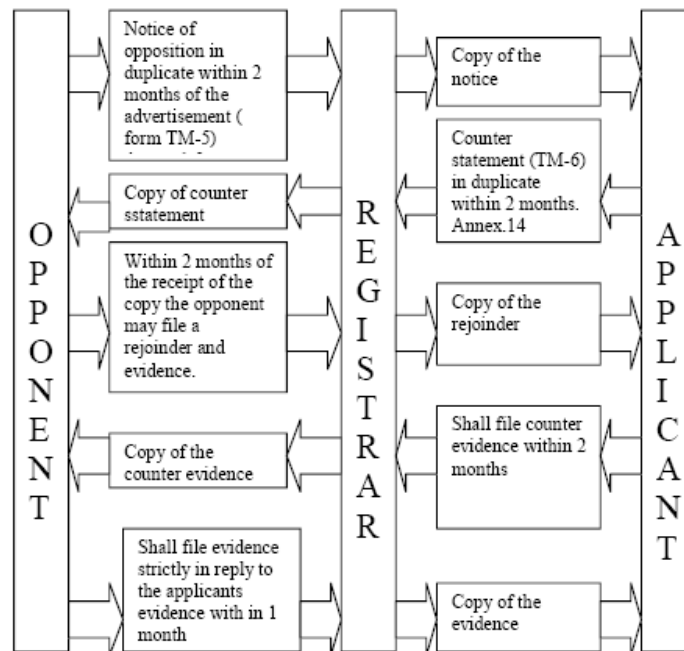 Notice of
opposition in
duplicate within 2
months of the
advertisement (
form TM-5)
Copy of the
notice
Counter
statement (TM-6)
in duplicate
within 2 months.
Annex.14
Copy of counter
sstatement
OPPONENT
REGISTRAR
APPLICANT
Within 2 months of
the receipt of the
copy the opponent
may file a
rejoinder and
evidence.
Copy of the
rejoinder
Shall file counter
evidence within 2
months
Copy of the
counter evidence
Shall file evidence
strictly in reply to
the applicants
evidence with in 1
month
Copy of the
evidence